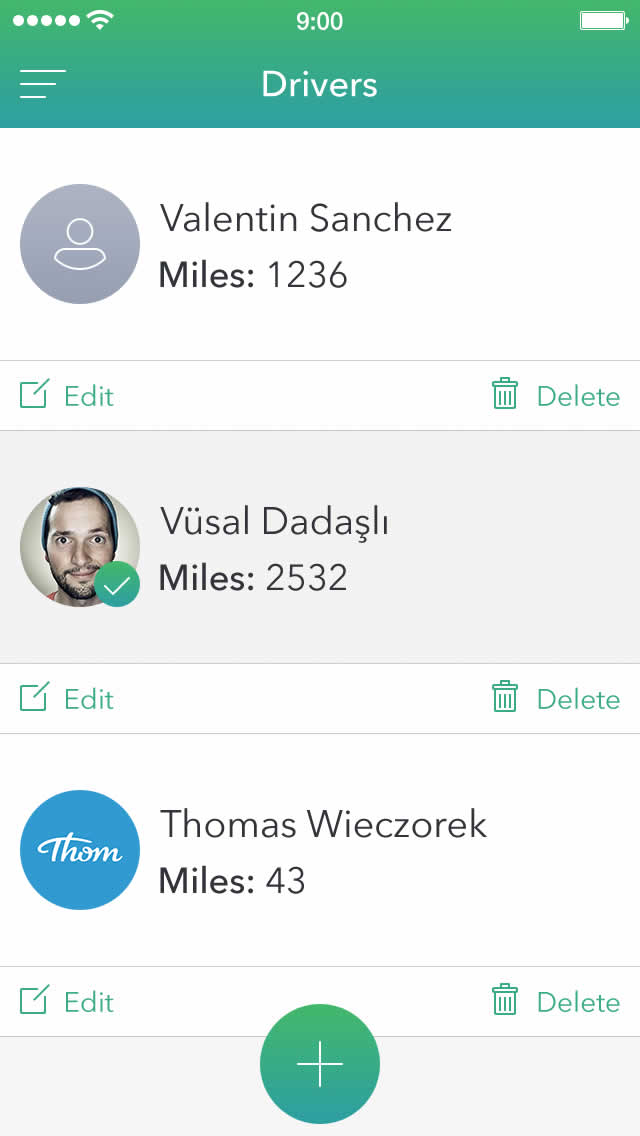 9:00
Drivers
Valentin Sanchez
Miles: 1236
Edit Delete
Vüsal Dadaşlı
Miles: 2532
Edit Delete
Thom
Thomas Wieczorek
Miles: 43
Edit Delete